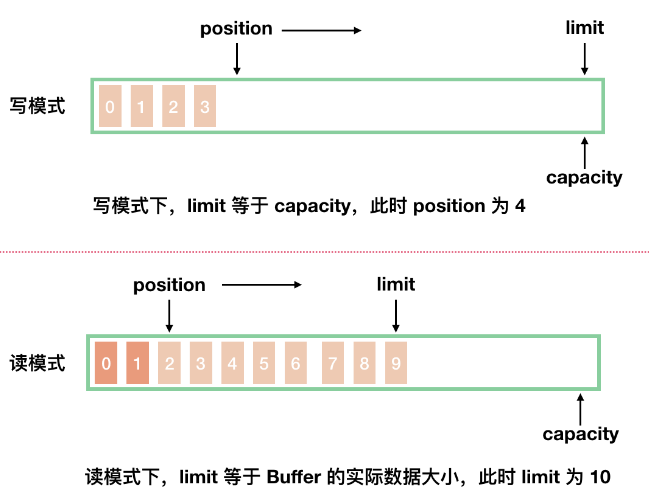 position
limit
写模式
0 1 2 3
capacity
写模式下，limit 等于 capacity，此时 position 为 4
position
limit
读模式
0 1 2 3 4 5 6 7 8 9
capacity
读模式下，limit 等于 Buffer 的实际数据大小，此时 limit 为 10